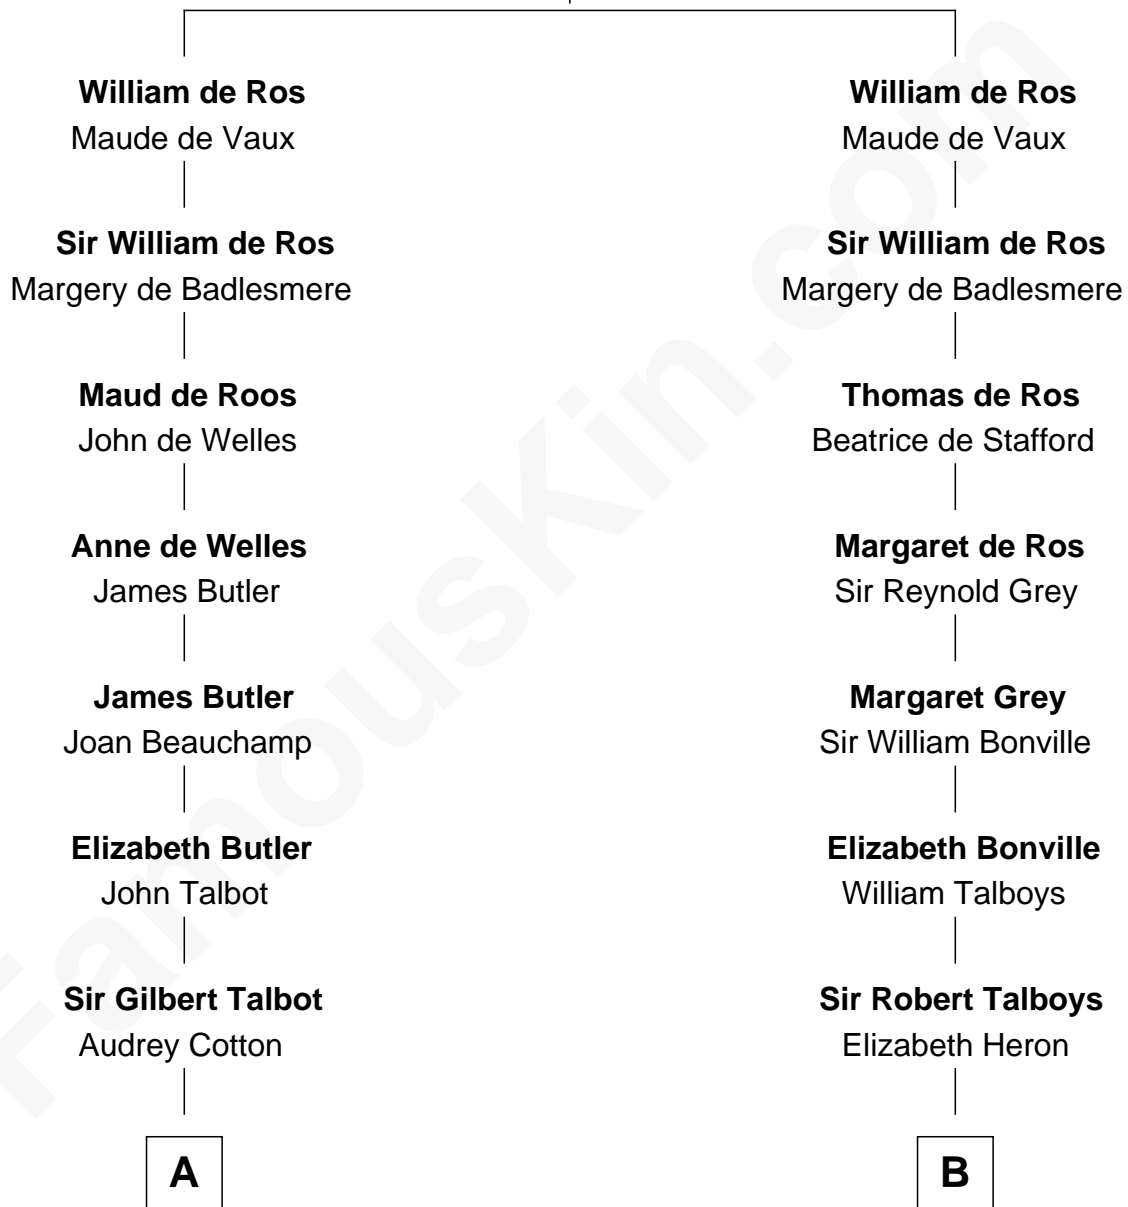 William de Ros
Maude de Vaux
Sir William de Ros
Margery de Badlesmere
Maud de Roos
John de Welles
Anne de Welles
James Butler
James Butler
Joan Beauchamp
Elizabeth Butler
John Talbot
Sir Gilbert Talbot
Audrey Cotton
A
William de Ros
Maude de Vaux
Sir William de Ros
Margery de Badlesmere
Thomas de Ros
Beatrice de Stafford
Margaret de Ros
Sir Reynold Grey
Margaret Grey
Sir William Bonville
Elizabeth Bonville
William Talboys
Sir Robert Talboys
Elizabeth Heron
B
FamousKin.com